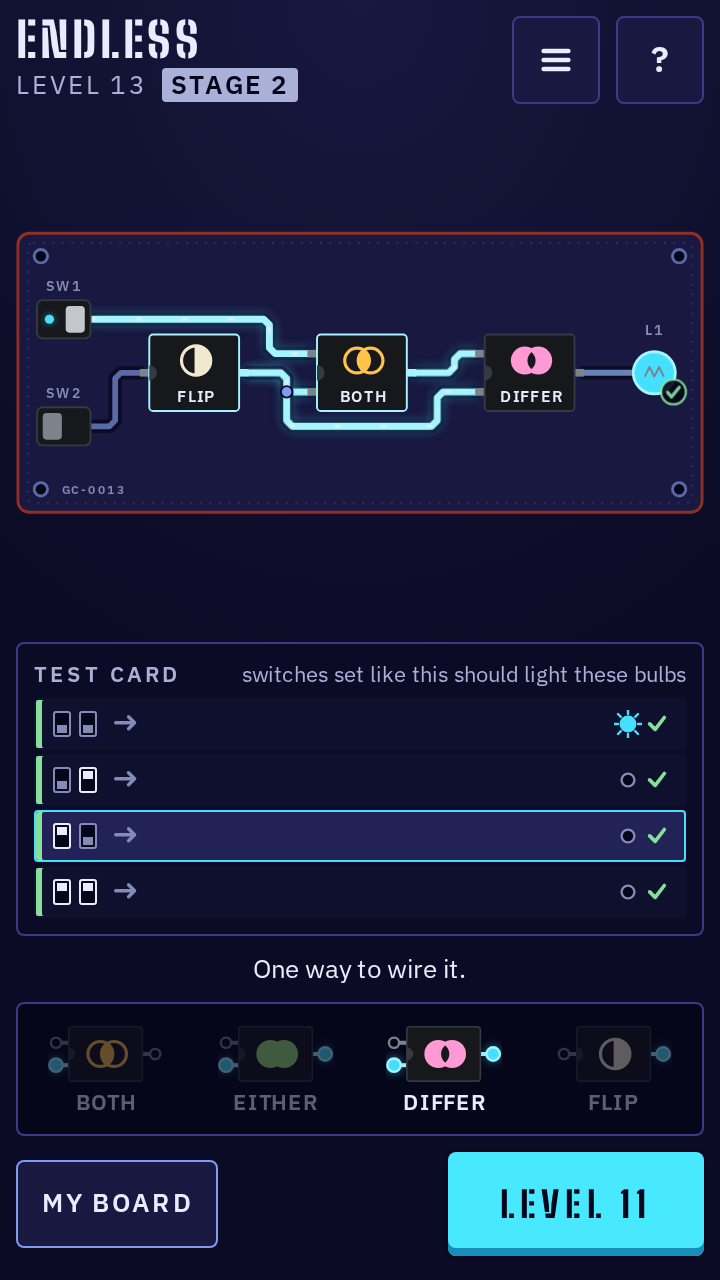 ENDLESS
LEVEL 13 STAGE 2
?
SW1
L1
FLIP
BOTH
DIFFER
SW2
GC-0013
TEST CARD switches set like this should light these bulbs
One way to wire it.
BOTH EITHER DIFFER FLIP
MY BOARD
LEVEL 11